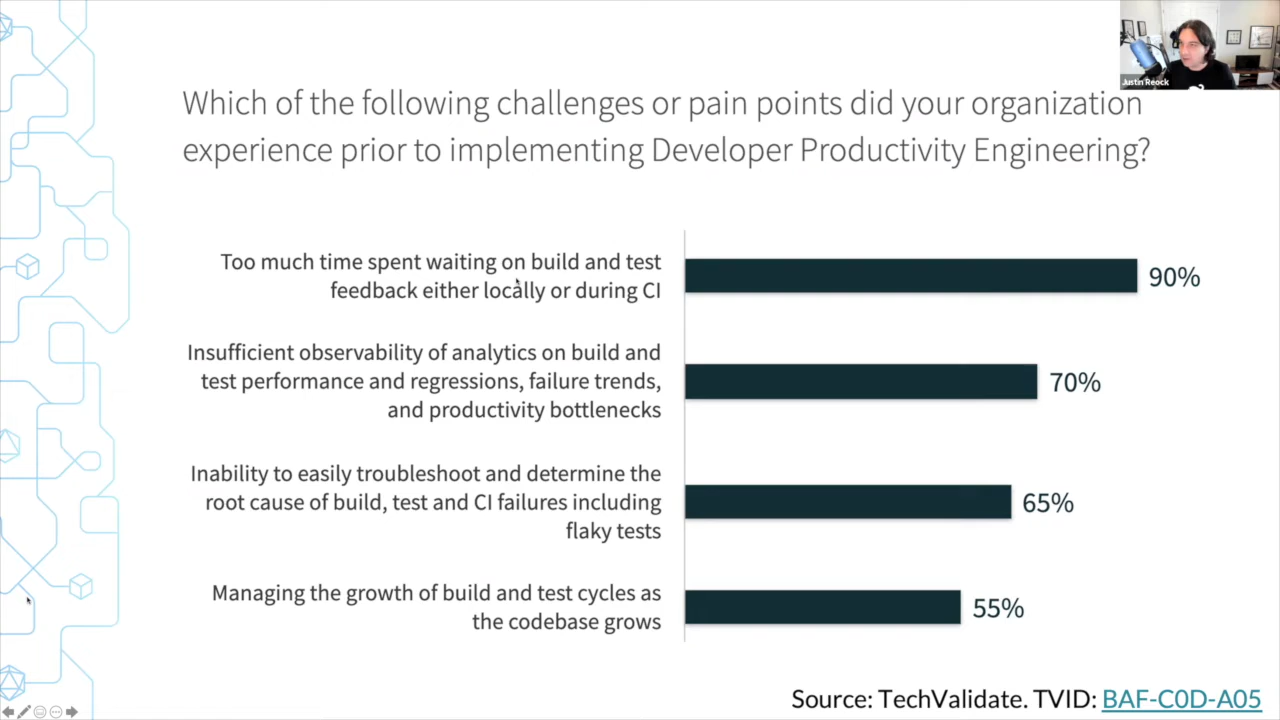 Justin Reock
Which of the following challenges or pain points did your organization
experience prior to implementing Developer Productivity Engineering?
Too much time spent waiting on build and test
feedback either locally or during CI
90%
Insufficient observability of analytics on build and
test performance and regressions, failure trends,
and productivity bottlenecks
70%
Inability to easily troubleshoot and determine the
root cause of build, test and CI failures including
flaky tests
65%
Managing the growth of build and test cycles as
the codebase grows
55%
Source: TechValidate. TVID: BAF-C0D-A05